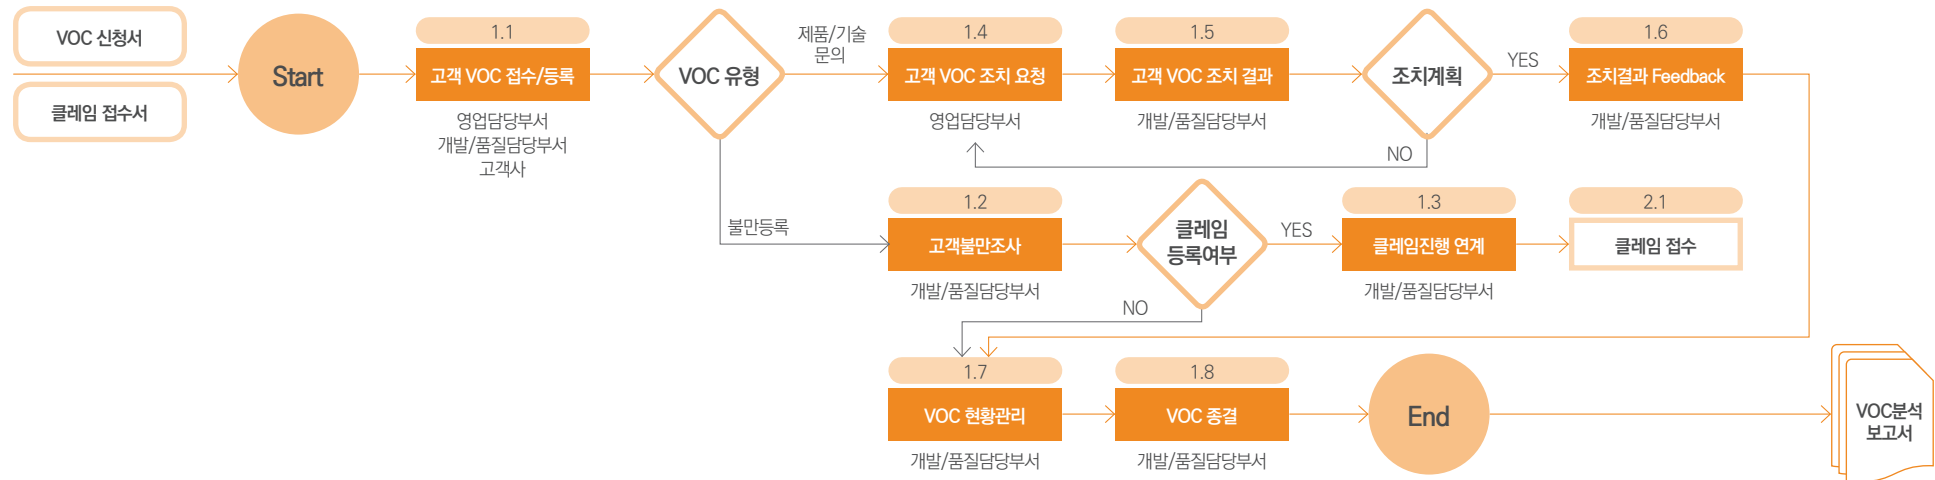 VOC 신청서
클레임 접수서
Start
1.1
고객 VOC 접수/등록
영업담당부서
개발/품질담당부서
고객사
VOC 유형
제품/기술
문의
1.4
고객 VOC 조치 요청
영업담당부서
1.5
고객 VOC 조치 결과
개발/품질담당부서
조치계획
YES
NO
1.6
조치결과 Feedback
개발/품질담당부서
불만등록
1.2
고객불만조사
개발/품질담당부서
클레임
등록여부
YES
NO
1.3
클레임진행 연계
개발/품질담당부서
2.1
클레임 접수
1.7
VOC 현황관리
개발/품질담당부서
1.8
VOC 종결
개발/품질담당부서
End
VOC분석
보고서